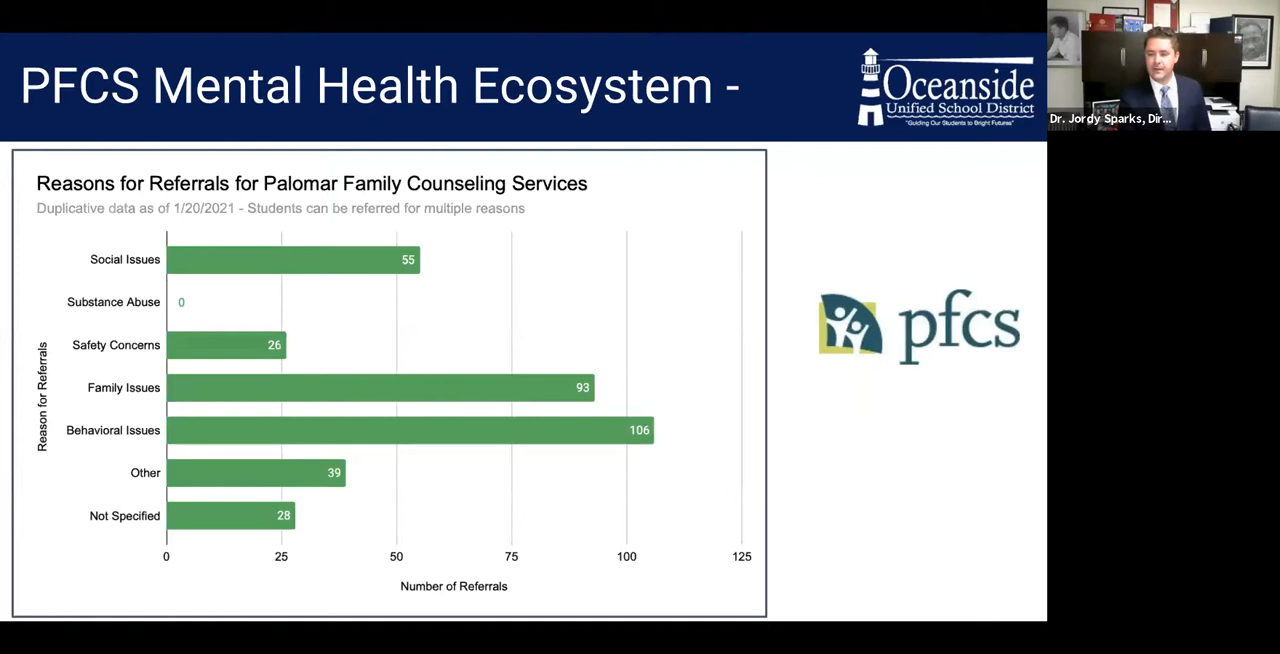 PFCS Mental Health Ecosystem -
Oceanside
Unified School District
"Guiding Our Students to Bright Futures"
Dr. Jordy Sparks, Dir...
Reasons for Referrals for Palomar Family Counseling Services
Duplicative data as of 1/20/2021 - Students can be referred for multiple reasons
Reason for Referrals
Social Issues 55
Substance Abuse 0
Safety Concerns 26
Family Issues 93
Behavioral Issues 106
Other 39
Not Specified 28
0 25 50 75 100 125
Number of Referrals
pfcs